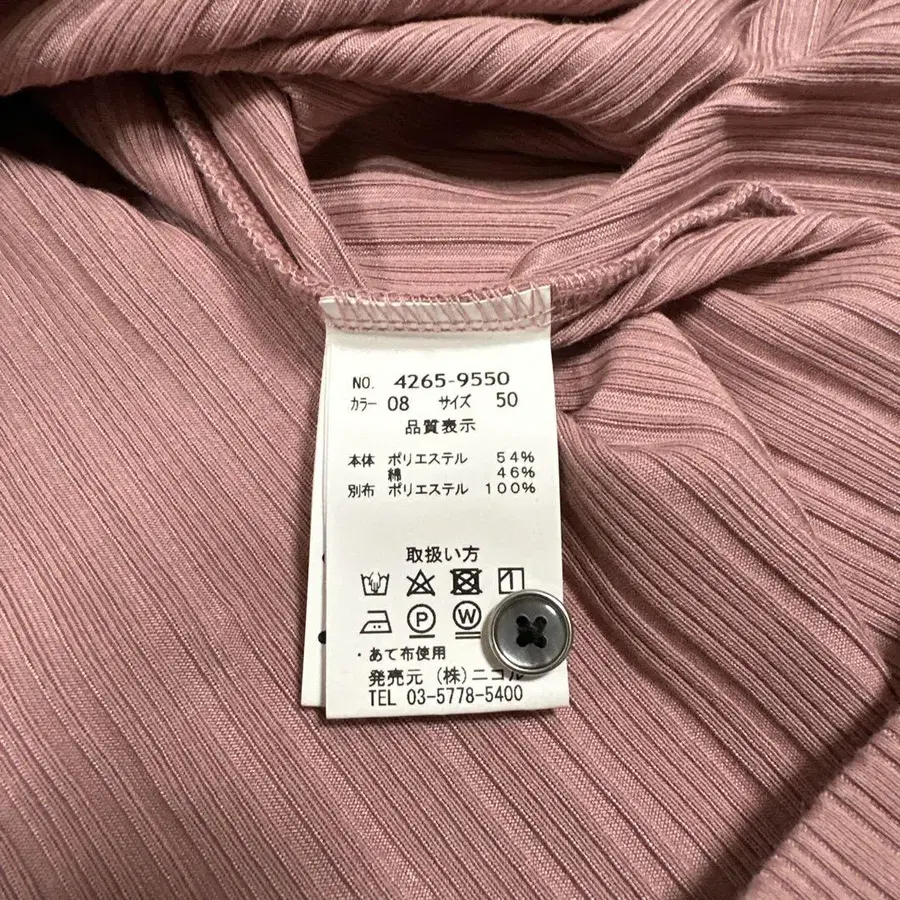 NO. 4265-9550
カラー 08 サイズ 50
品質表示
本体 ポリエステル 54%
綿 46%
別布 ポリエステル 100%
取扱い方
P W
・あて布使用
発売元 (株)ニコル
TEL 03-5778-5400